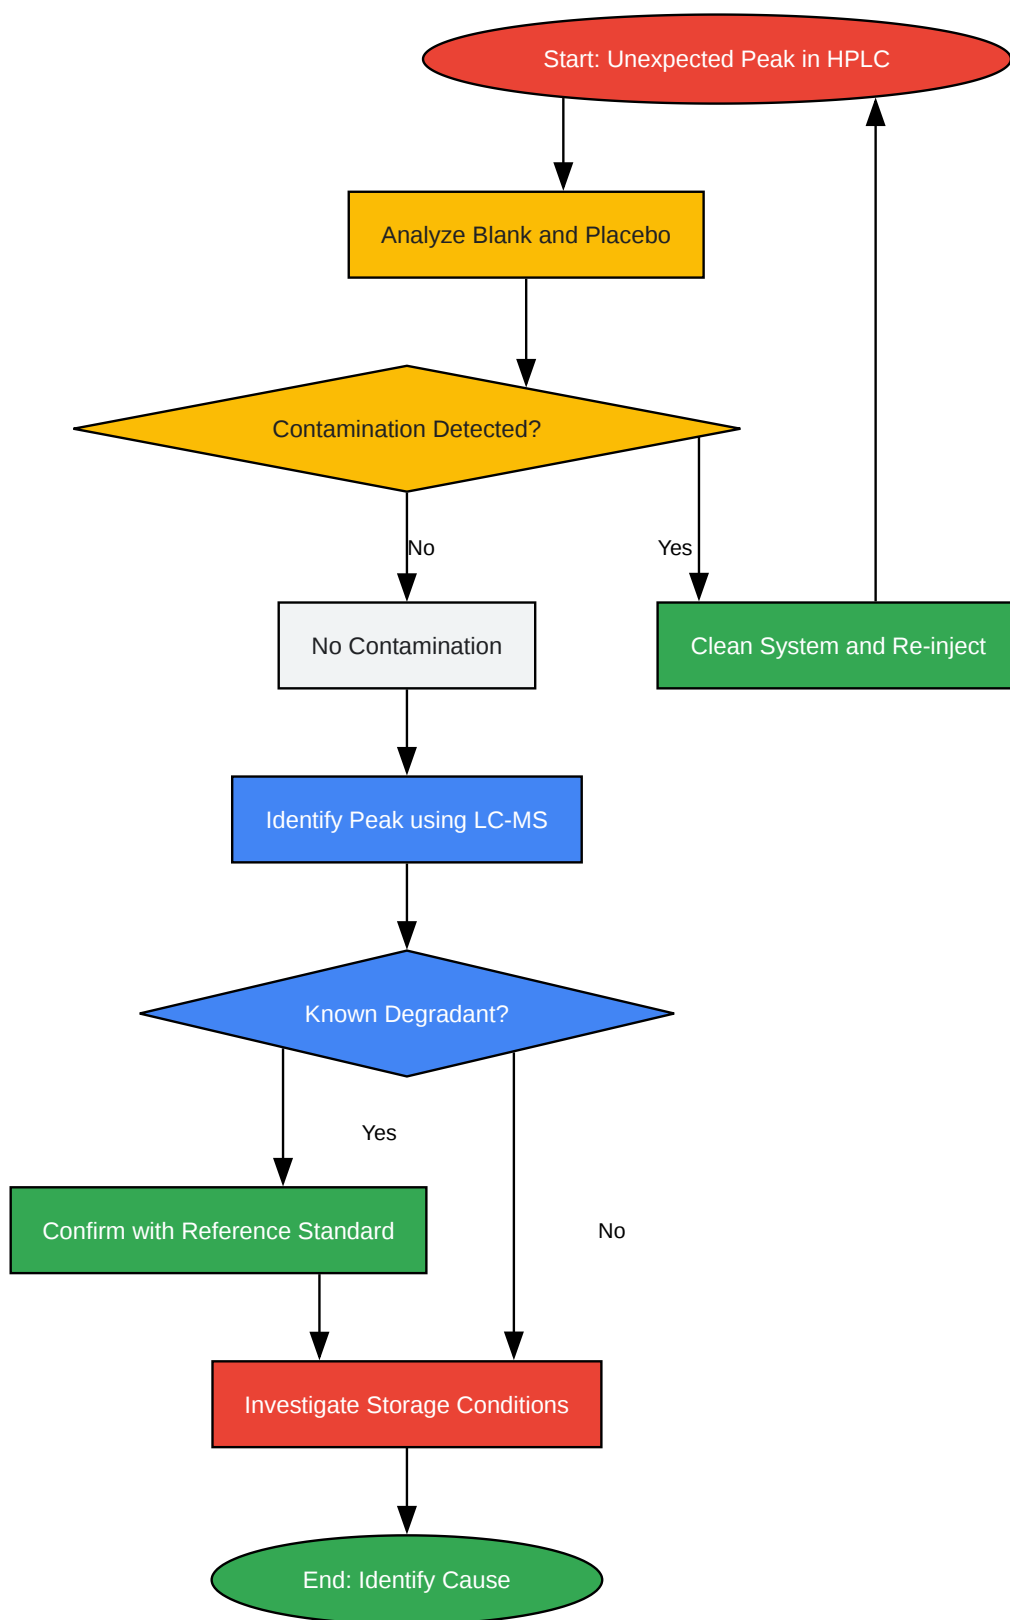 Start: Unexpected Peak in HPLC
Analyze Blank and Placebo
Contamination Detected?
No
Yes
No Contamination
Clean System and Re-inject
Identify Peak using LC-MS
Known Degradant?
Yes
Confirm with Reference Standard
No
Investigate Storage Conditions
End: Identify Cause